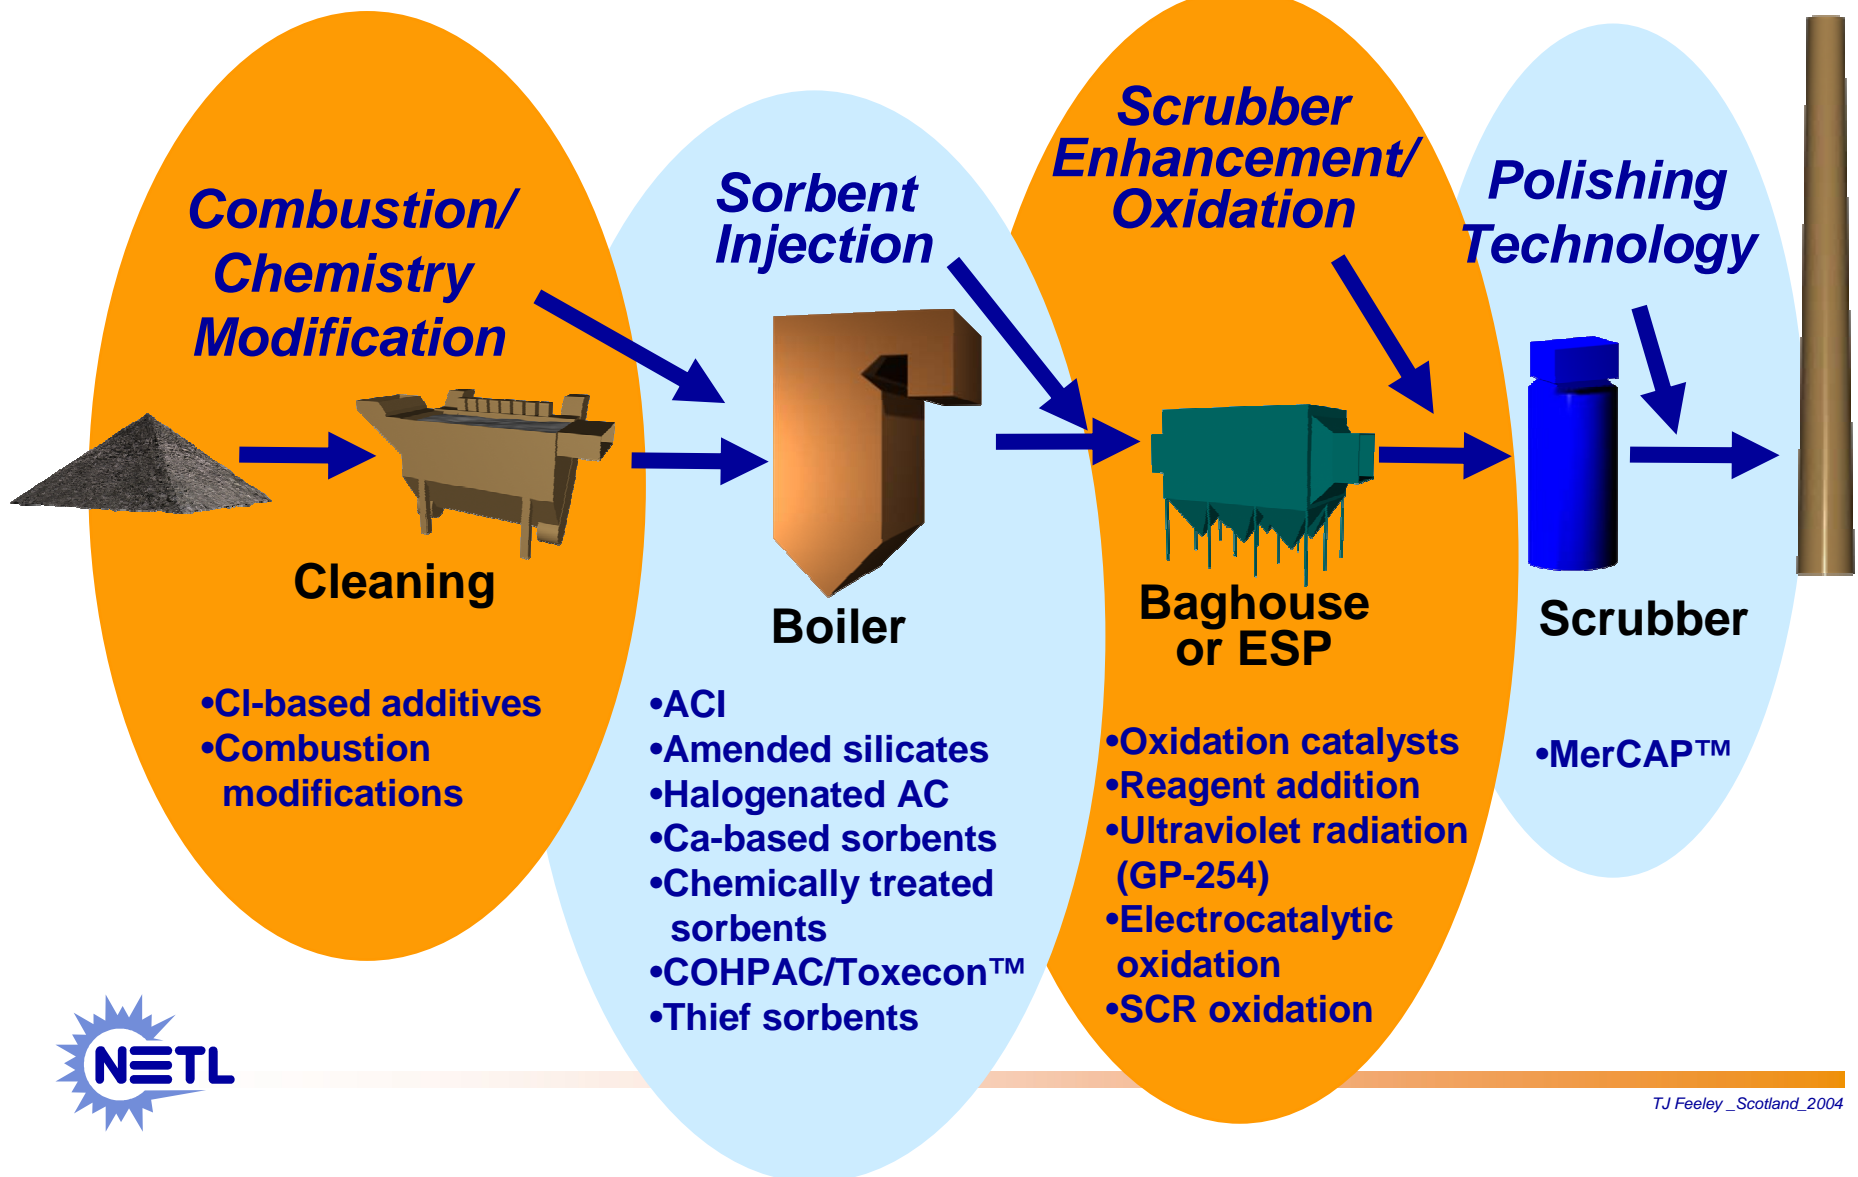 Combustion/
Chemistry
Modification
Cleaning
•Cl-based additives
•Combustion
modifications
Sorbent
Injection
Boiler
•ACI
•Amended silicates
•Halogenated AC
•Ca-based sorbents
•Chemically treated
sorbents
•COHPAC/Toxecon™
•Thief sorbents
Scrubber
Enhancement/
Oxidation
Baghouse
or ESP
•Oxidation catalysts
•Reagent addition
•Ultraviolet radiation
(GP-254)
•Electrocatalytic
oxidation
•SCR oxidation
Polishing
Technology
Scrubber
•MerCAP™
NETL
TJ Feeley _Scotland_2004